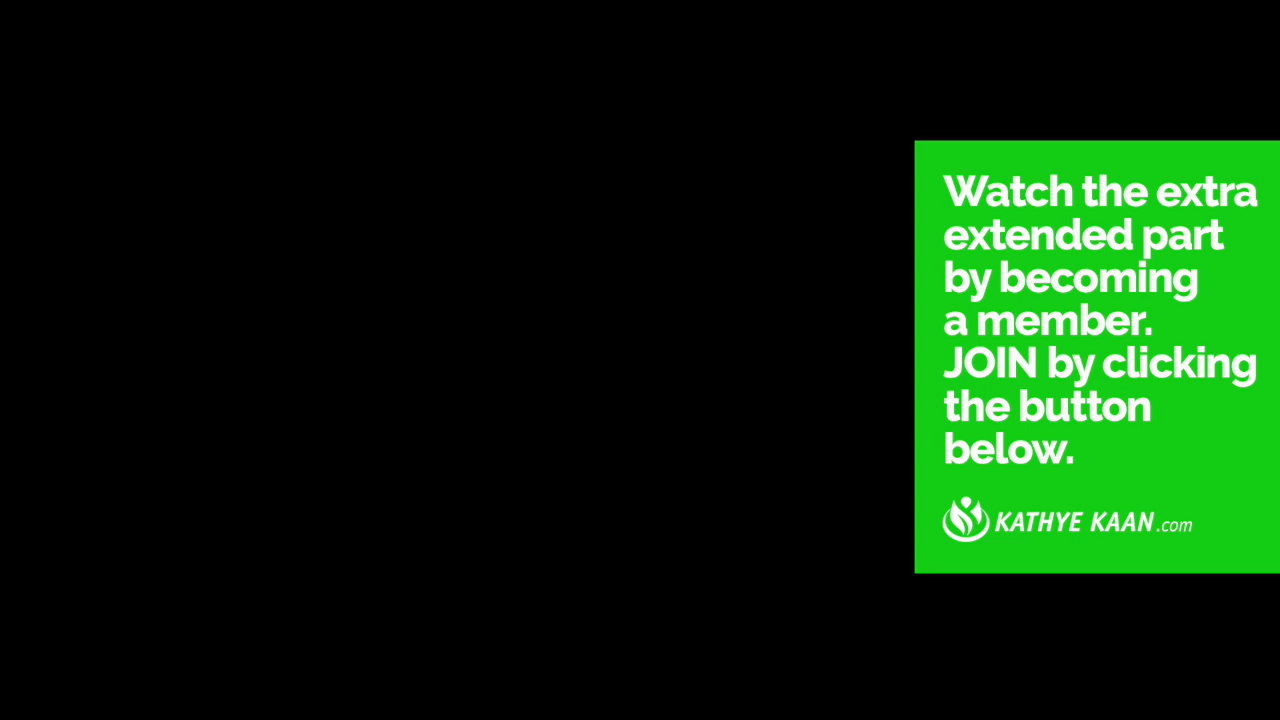 Watch the extra
extended part
by becoming
a member.
JOIN by clicking
the button
below.
KATHYE KAAN.com